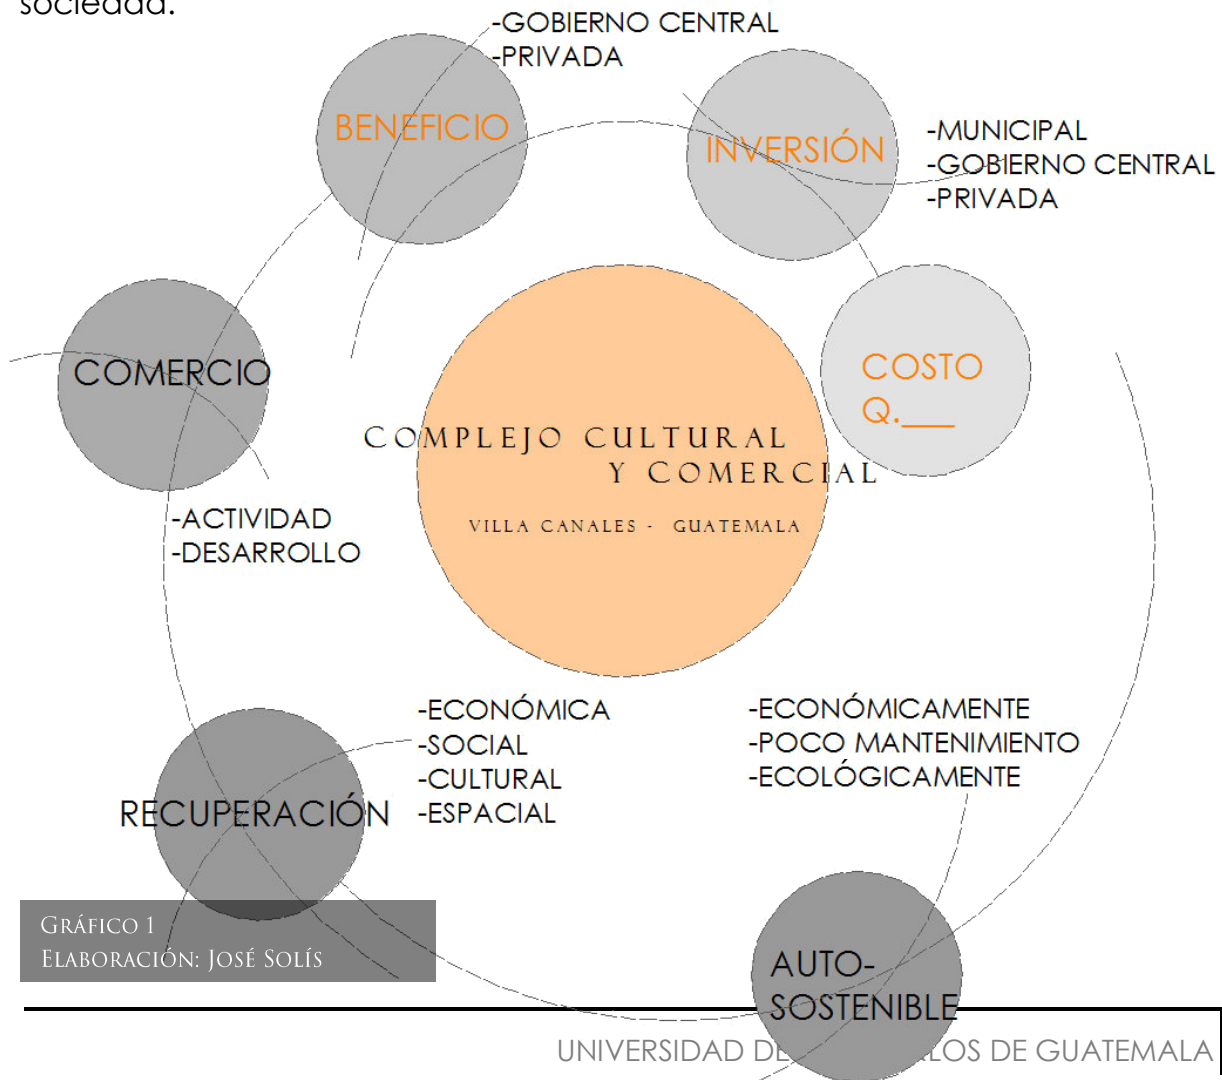 sociedad.
-GOBIERNO CENTRAL
-PRIVADA
BENEFICIO
INVERSIÓN
-MUNICIPAL
-GOBIERNO CENTRAL
-PRIVADA
COMERCIO
COSTO
Q.___
COMPLEJO CULTURAL
Y COMERCIAL
VILLA CANALES - GUATEMALA
-ACTIVIDAD
-DESARROLLO
-ECONÓMICA
-SOCIAL
-CULTURAL
-ESPACIAL
-ECONÓMICAMENTE
-POCO MANTENIMIENTO
-ECOLÓGICAMENTE
RECUPERACIÓN
GRÁFICO 1
ELABORACIÓN: JOSÉ SOLÍS
AUTO-
SOSTENIBLE
UNIVERSIDAD DE GUATEMALA